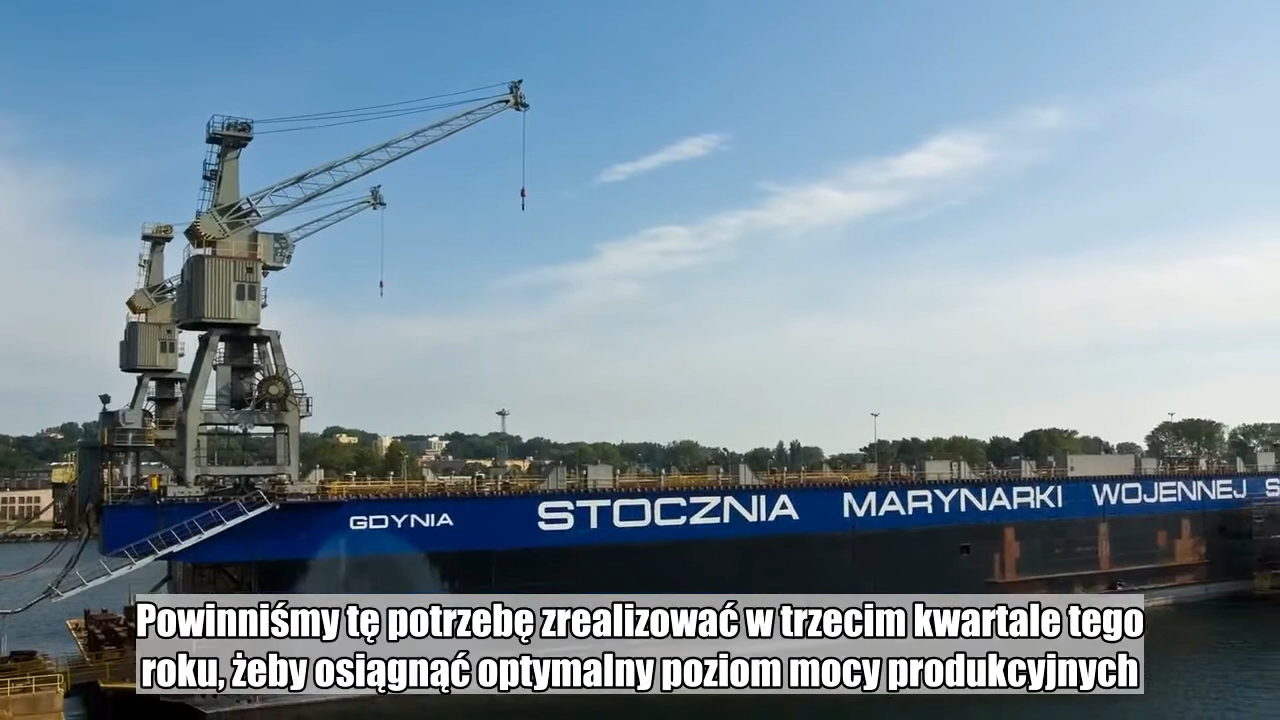 GDYNIA STOCZNIA MARYNARKI WOJENNEJ S
Powinniśmy tę potrzebę zrealizować w trzecim kwartale tego
roku, żeby osiągnąć optymalny poziom mocy produkcyjnych